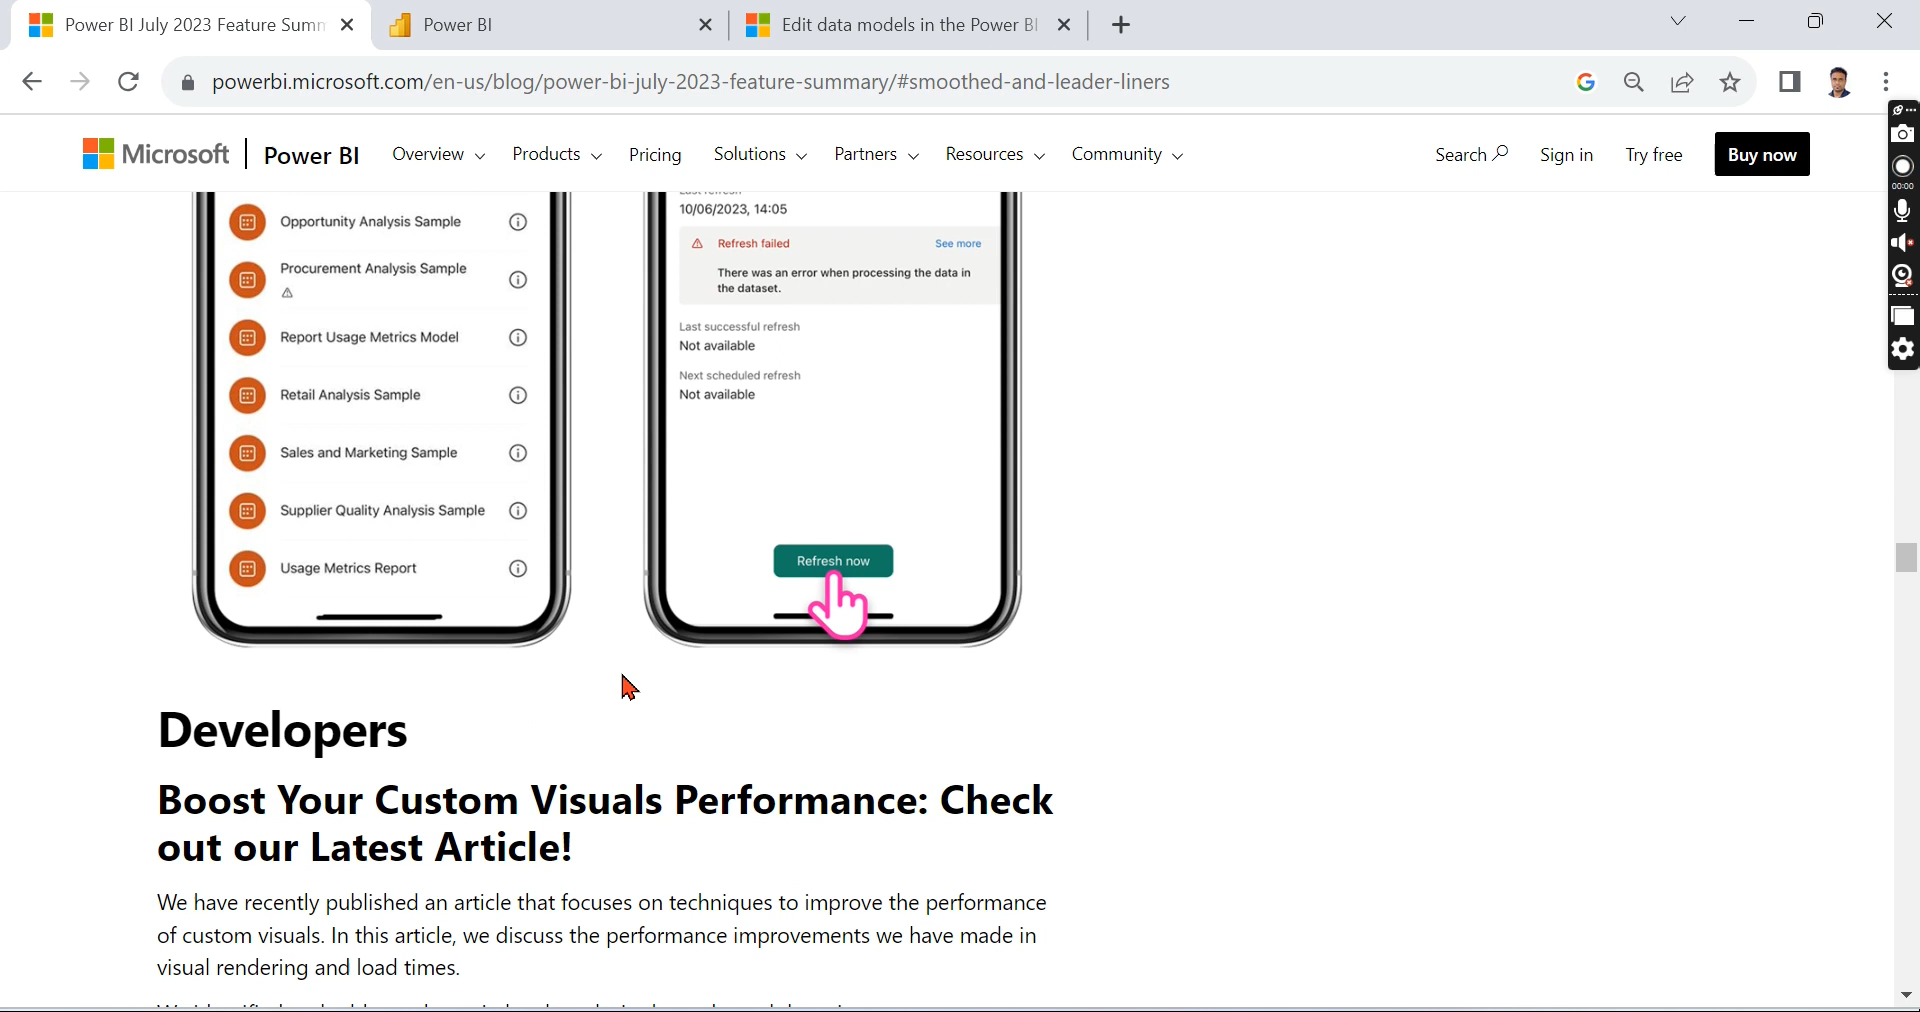 Power BI July 2023 Feature Summ
Power BI
Edit data models in the Power BI
powerbi.microsoft.com/en-us/blog/power-bi-july-2023-feature-summary/#smoothed-and-leader-liners
Microsoft
Power BI
Overview
Products
Pricing
Solutions
Partners
Resources
Community
Search
Sign in
Try free
Buy now
00:00
Opportunity Analysis Sample
Procurement Analysis Sample
Report Usage Metrics Model
Retail Analysis Sample
Sales and Marketing Sample
Supplier Quality Analysis Sample
Usage Metrics Report
Last refresh
10/06/2023, 14:05
Refresh failed
See more
There was an error when processing the data in
the dataset.
Last successful refresh
Not available
Next scheduled refresh
Not available
Refresh now
Developers
Boost Your Custom Visuals Performance: Check
out our Latest Article!
We have recently published an article that focuses on techniques to improve the performance
of custom visuals. In this article, we discuss the performance improvements we have made in
visual rendering and load times.